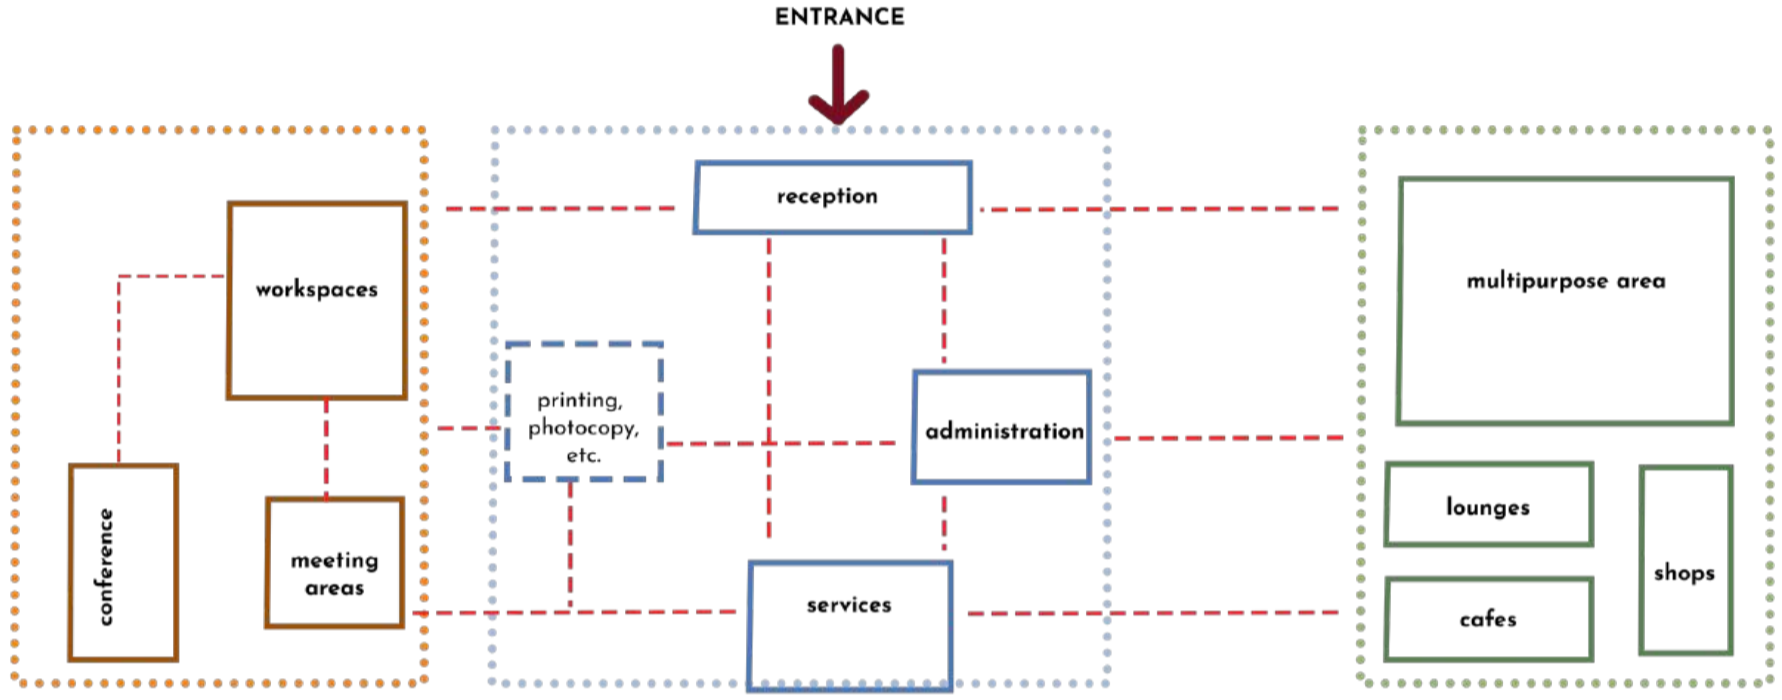 ENTRANCE
reception
workspaces
multipurpose area
printing,
photocopy,
etc.
administration
conference
meeting
areas
services
lounges
shops
cafes